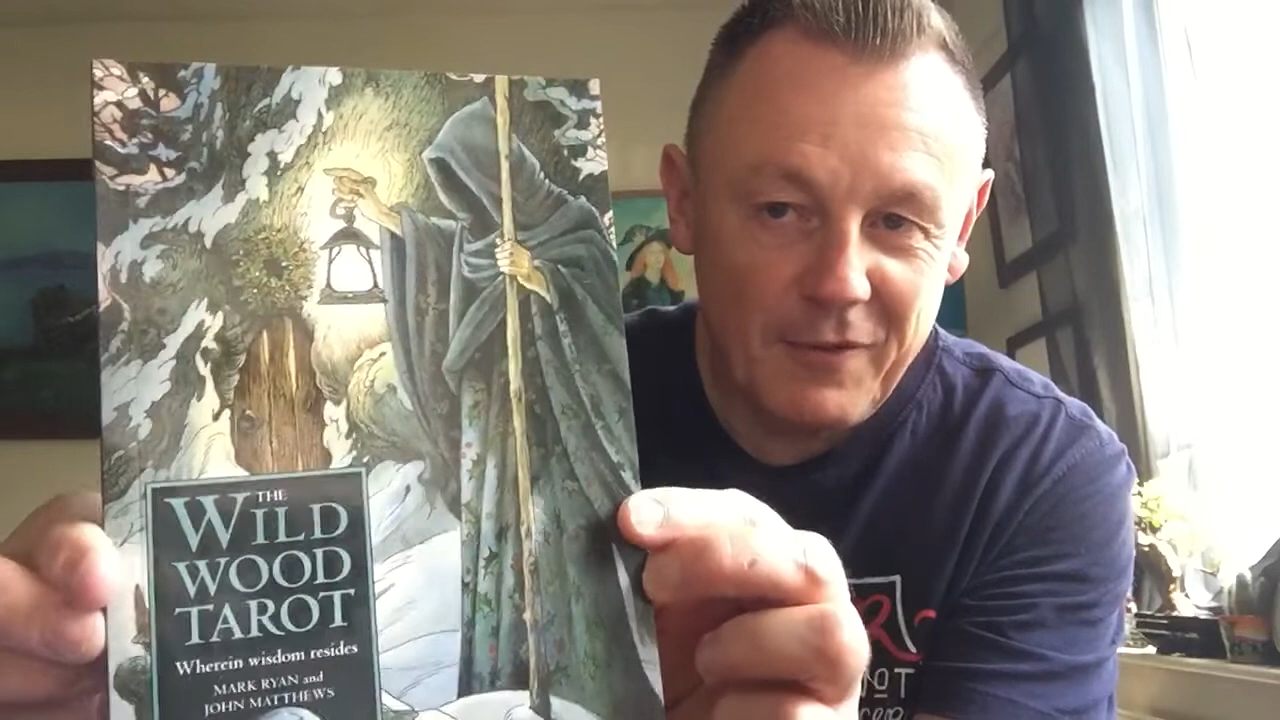 THE
WILD
WOOD
TAROT
Wherein wisdom resides
MARK RYAN and
JOHN MATTHEWS